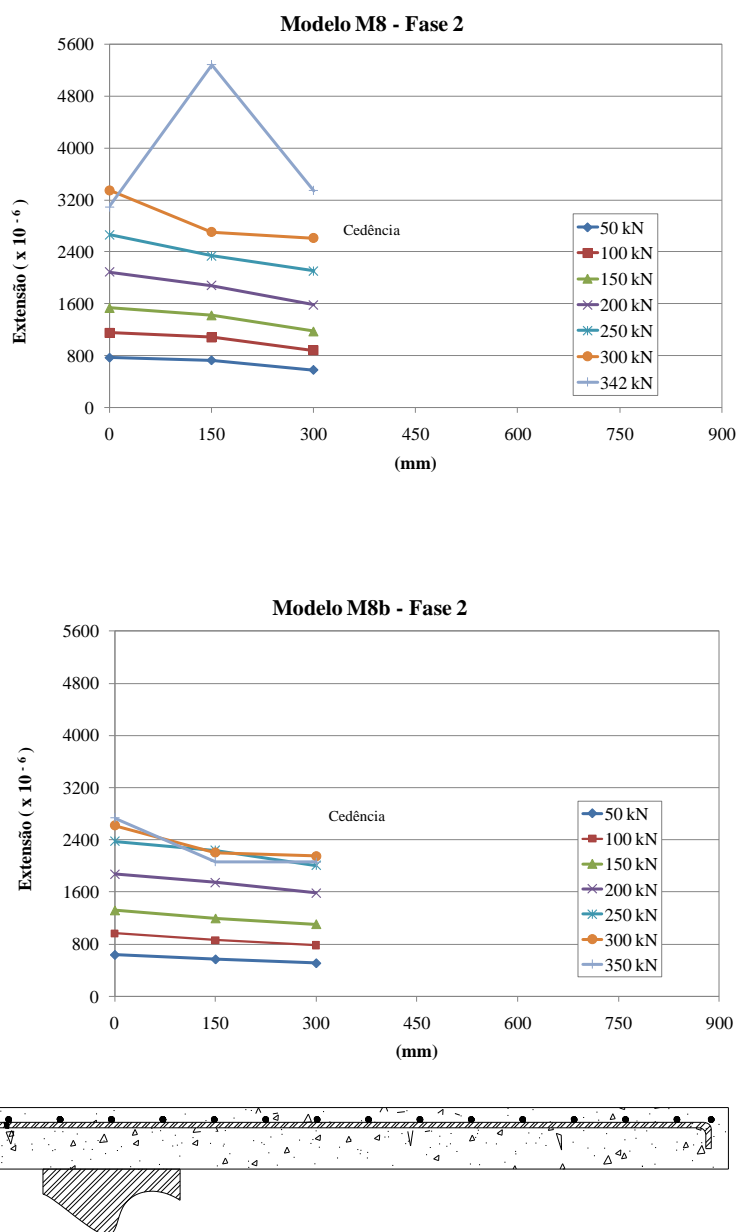 Modelo M8 - Fase 2
5600
4800
4000
3200
2400
1600
800
0
Extensão ( x 10 ⁻⁶ )
Cedência
50 kN
100 kN
150 kN
200 kN
250 kN
300 kN
342 kN
0 150 300 450 600 750 900
(mm)
Modelo M8b - Fase 2
5600
4800
4000
3200
2400
1600
800
0
Extensão ( x 10 ⁻⁶ )
Cedência
50 kN
100 kN
150 kN
200 kN
250 kN
300 kN
350 kN
0 150 300 450 600 750 900
(mm)